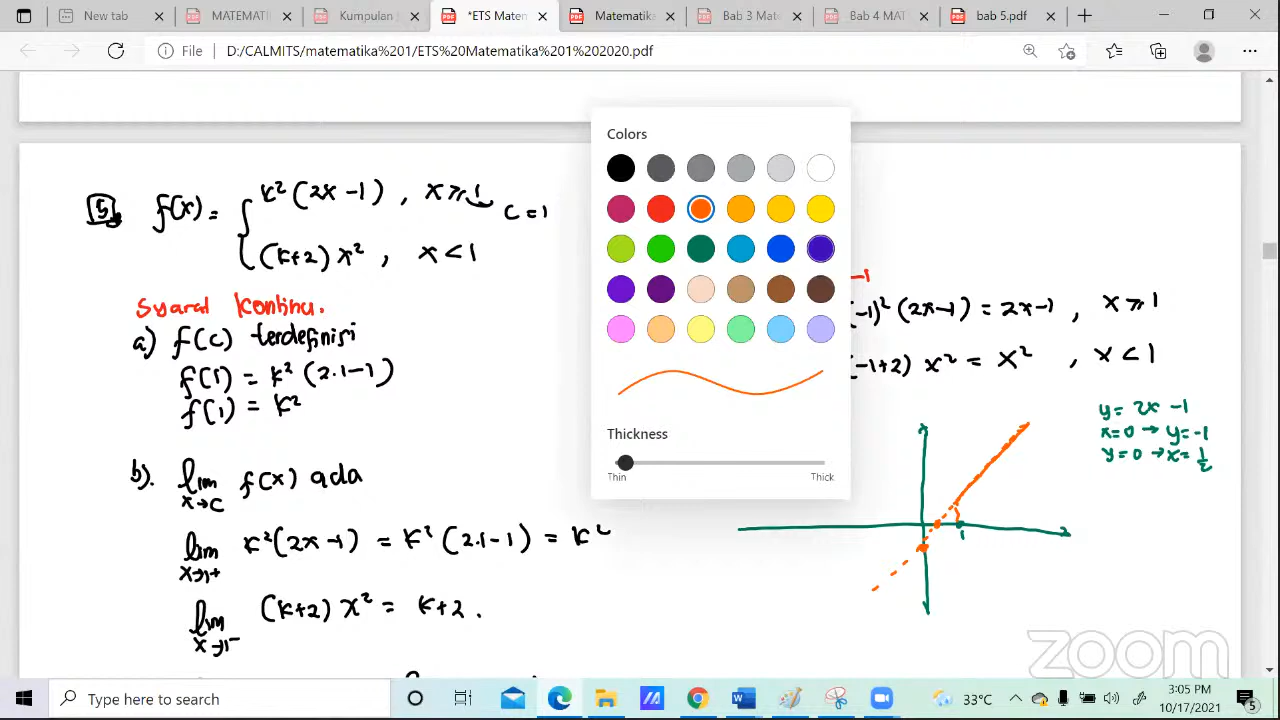 New tab
MATEMATI
Kumpulan
*ETS Matem
Matematika
Bab 3 Ma
Bab 4 MAT
bab 5.pdf
File
D:/CALMITS/matematika%201/ETS%20Matematika%201%202020.pdf
5. f(x) = { k² (2x - 1) , x ≥ 1
c = 1
(k+2) x² , x < 1
Syarat kontinu.
a) f(c) terdefinisi
f(1) = k² (2.1 - 1)
f(1) = k²
b). lim x→c f(x) ada
lim x→1+ k² (2x - 1) = k² (2.1 - 1) = k²
lim x→1- (k+2) x² = k+2 .
Colors
Thickness
Thin
Thick
-1
(-1)² (2x-1) = 2x-1 , x ≥ 1
(-1+2) x² = x² , x < 1
y = 2x - 1
x=0 → y=-1
y=0 → x=1/2
1
zoom
Type here to search
33°C
3:05 PM
10/17/2021
5